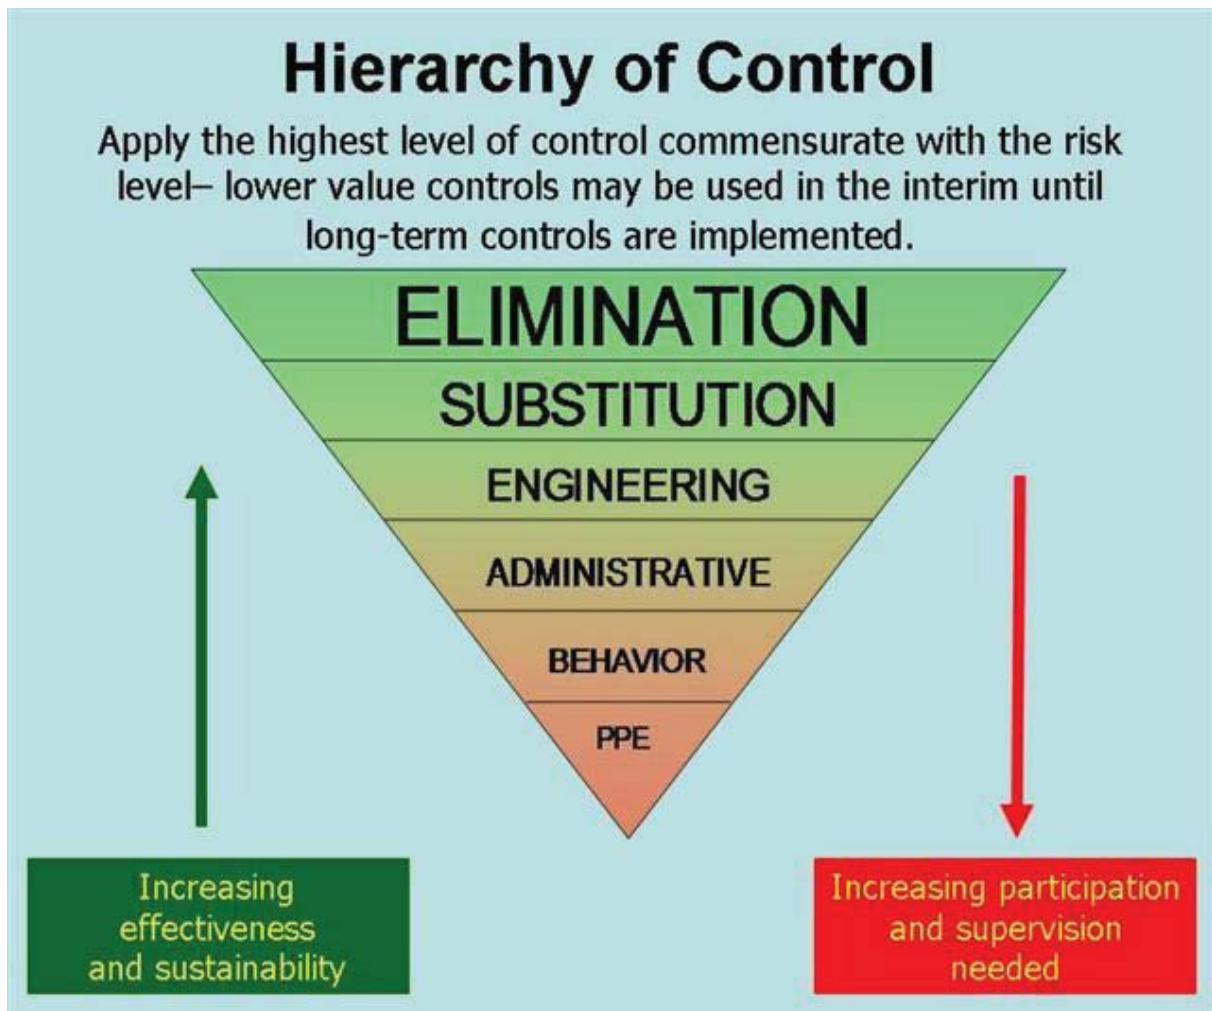 Hierarchy of Control
Apply the highest level of control commensurate with the risk
level– lower value controls may be used in the interim until
long-term controls are implemented.
ELIMINATION
SUBSTITUTION
ENGINEERING
ADMINISTRATIVE
BEHAVIOR
PPE
Increasing
effectiveness
and sustainability
Increasing participation
and supervision
needed